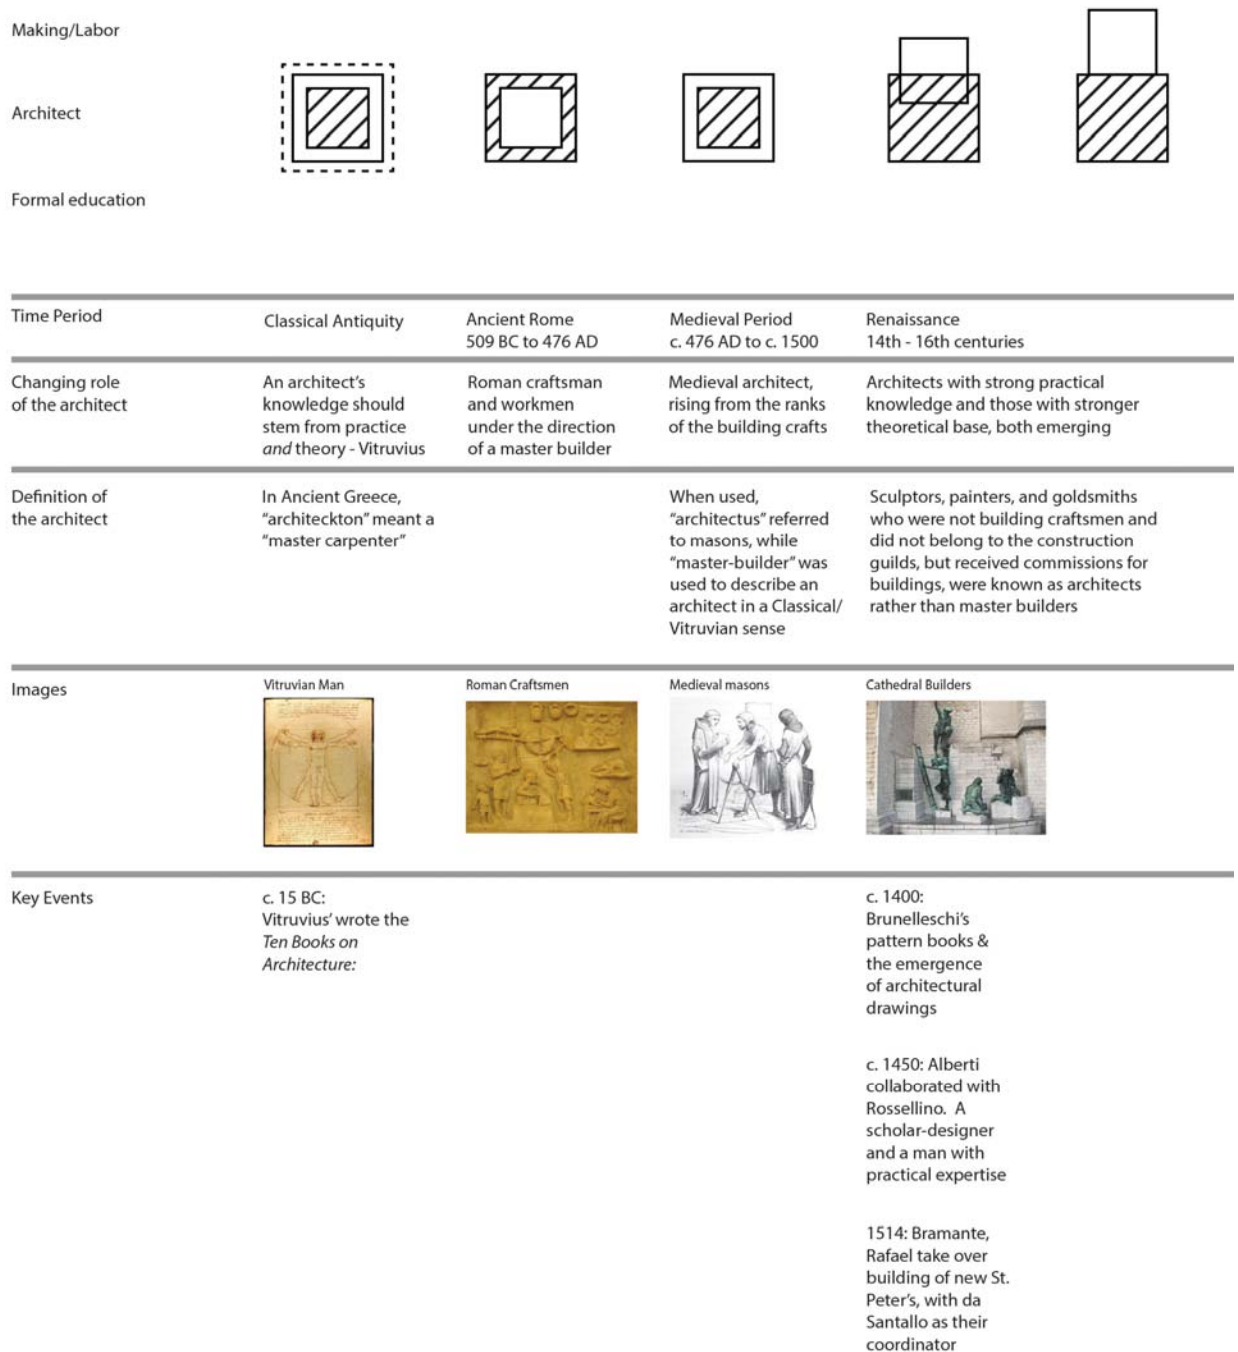 Making/Labor
Architect
Formal education
Time Period
Classical Antiquity
Ancient Rome
509 BC to 476 AD
Medieval Period
c. 476 AD to c. 1500
Renaissance
14th - 16th centuries
Changing role
of the architect
An architect’s
knowledge should
stem from practice
and theory - Vitruvius
Roman craftsman
and workmen
under the direction
of a master builder
Medieval architect,
rising from the ranks
of the building crafts
Architects with strong practical
knowledge and those with stronger
theoretical base, both emerging
Definition of
the architect
In Ancient Greece,
“architeckton” meant a
“master carpenter”
When used,
“architectus” referred
to masons, while
“master-builder” was
used to describe an
architect in a Classical/
Vitruvian sense
Sculptors, painters, and goldsmiths
who were not building craftsmen and
did not belong to the construction
guilds, but received commissions for
buildings, were known as architects
rather than master builders
Images
Vitruvian Man
Roman Craftsmen
Medieval masons
Cathedral Builders
Key Events
c. 15 BC:
Vitruvius’ wrote the
Ten Books on
Architecture:
c. 1400:
Brunelleschi’s
pattern books &
the emergence
of architectural
drawings
c. 1450: Alberti
collaborated with
Rossellino.  A
scholar-designer
and a man with
practical expertise
1514: Bramante,
Rafael take over
building of new St.
Peter’s, with da
Santallo as their
coordinator